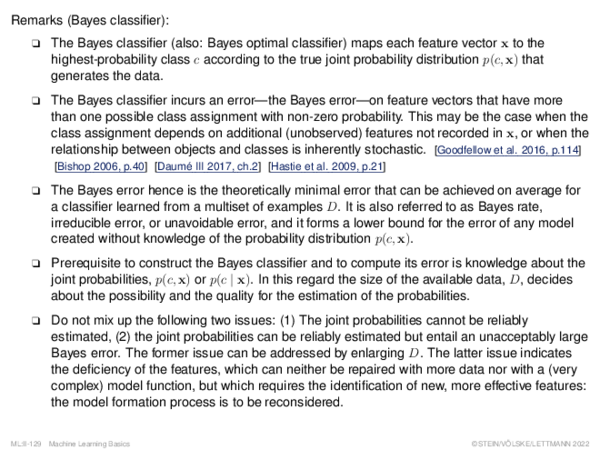 Remarks (Bayes classifier):
❑ The Bayes classifier (also: Bayes optimal classifier) maps each feature vector x to the
highest-probability class c according to the true joint probability distribution p(c, x) that
generates the data.
❑ The Bayes classifier incurs an error—the Bayes error—on feature vectors that have more
than one possible class assignment with non-zero probability. This may be the case when the
class assignment depends on additional (unobserved) features not recorded in x, or when the
relationship between objects and classes is inherently stochastic. [Goodfellow et al. 2016, p.114]
[Bishop 2006, p.40] [Daumé III 2017, ch.2] [Hastie et al. 2009, p.21]
❑ The Bayes error hence is the theoretically minimal error that can be achieved on average for
a classifier learned from a multiset of examples D. It is also referred to as Bayes rate,
irreducible error, or unavoidable error, and it forms a lower bound for the error of any model
created without knowledge of the probability distribution p(c, x).
❑ Prerequisite to construct the Bayes classifier and to compute its error is knowledge about the
joint probabilities, p(c, x) or p(c | x). In this regard the size of the available data, D, decides
about the possibility and the quality for the estimation of the probabilities.
❑ Do not mix up the following two issues: (1) The joint probabilities cannot be reliably
estimated, (2) the joint probabilities can be reliably estimated but entail an unacceptably large
Bayes error. The former issue can be addressed by enlarging D. The latter issue indicates
the deficiency of the features, which can neither be repaired with more data nor with a (very
complex) model function, but which requires the identification of new, more effective features:
the model formation process is to be reconsidered.
ML:II-129 Machine Learning Basics ©STEIN/VÖLSKE/LETTMANN 2022